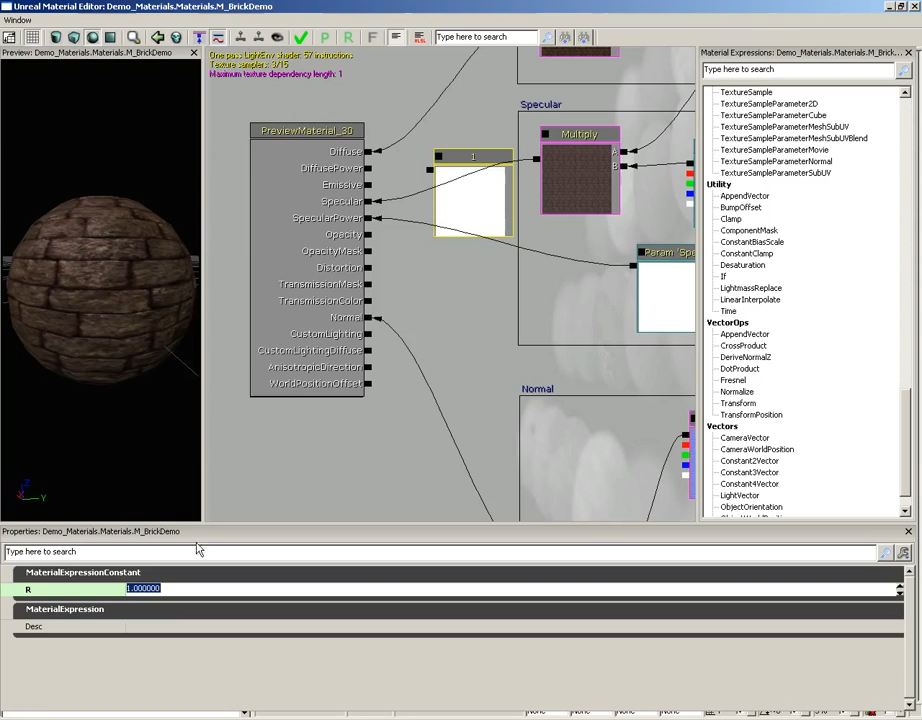 Unreal Material Editor: Demo_Materials.Materials.M_BrickDemo
Window
Type here to search
Preview: Demo_Materials.Materials.M_BrickDemo
One pass LightEnv shader: 57 instructions
Texture samplers: 3/15
Maximum texture dependency length: 1
PreviewMaterial_30
Diffuse
DiffusePower
Emissive
Specular
SpecularPower
Opacity
OpacityMask
Distortion
TransmissionMask
TransmissionColor
Normal
CustomLighting
CustomLightingDiffuse
AnisotropicDirection
WorldPositionOffset
1
Specular
Multiply
A
B
Param 'Spe
Normal
Z
X
Y
Material Expressions: Demo_Materials.Materials.M_Brick...
Type here to search
TextureSample
TextureSampleParameter2D
TextureSampleParameterCube
TextureSampleParameterMeshSubUV
TextureSampleParameterMeshSubUVBlend
TextureSampleParameterMovie
TextureSampleParameterNormal
TextureSampleParameterSubUV
Utility
AppendVector
BumpOffset
Clamp
ComponentMask
ConstantBiasScale
ConstantClamp
Desaturation
If
LightmassReplace
LinearInterpolate
Time
VectorOps
AppendVector
CrossProduct
DeriveNormalZ
DotProduct
Fresnel
Normalize
Transform
TransformPosition
Vectors
CameraVector
CameraWorldPosition
Constant2Vector
Constant3Vector
Constant4Vector
LightVector
ObjectOrientation
Properties: Demo_Materials.Materials.M_BrickDemo
Type here to search
MaterialExpressionConstant
R 1.000000
MaterialExpression
Desc